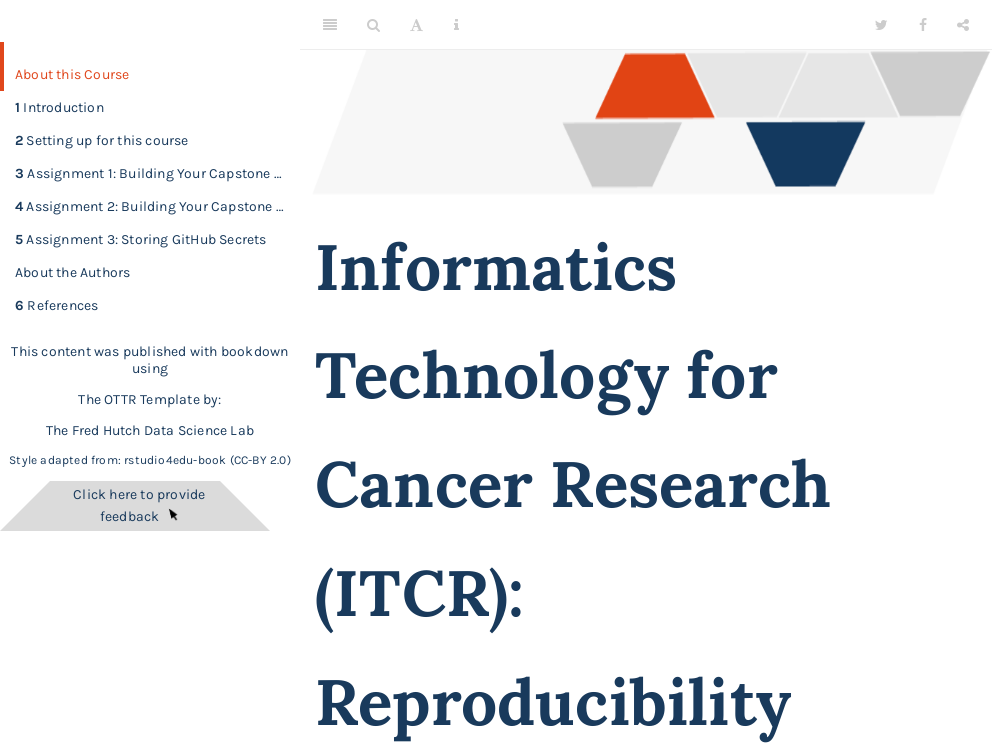 About this Course
1 Introduction
2 Setting up for this course
3 Assignment 1: Building Your Capstone ...
4 Assignment 2: Building Your Capstone ...
5 Assignment 3: Storing GitHub Secrets
About the Authors
6 References
This content was published with bookdown
using
The OTTR Template by:
The Fred Hutch Data Science Lab
Style adapted from: rstudio4edu-book (CC-BY 2.0)
Click here to provide
feedback
A
Informatics
Technology for
Cancer Research
(ITCR):
Reproducibility